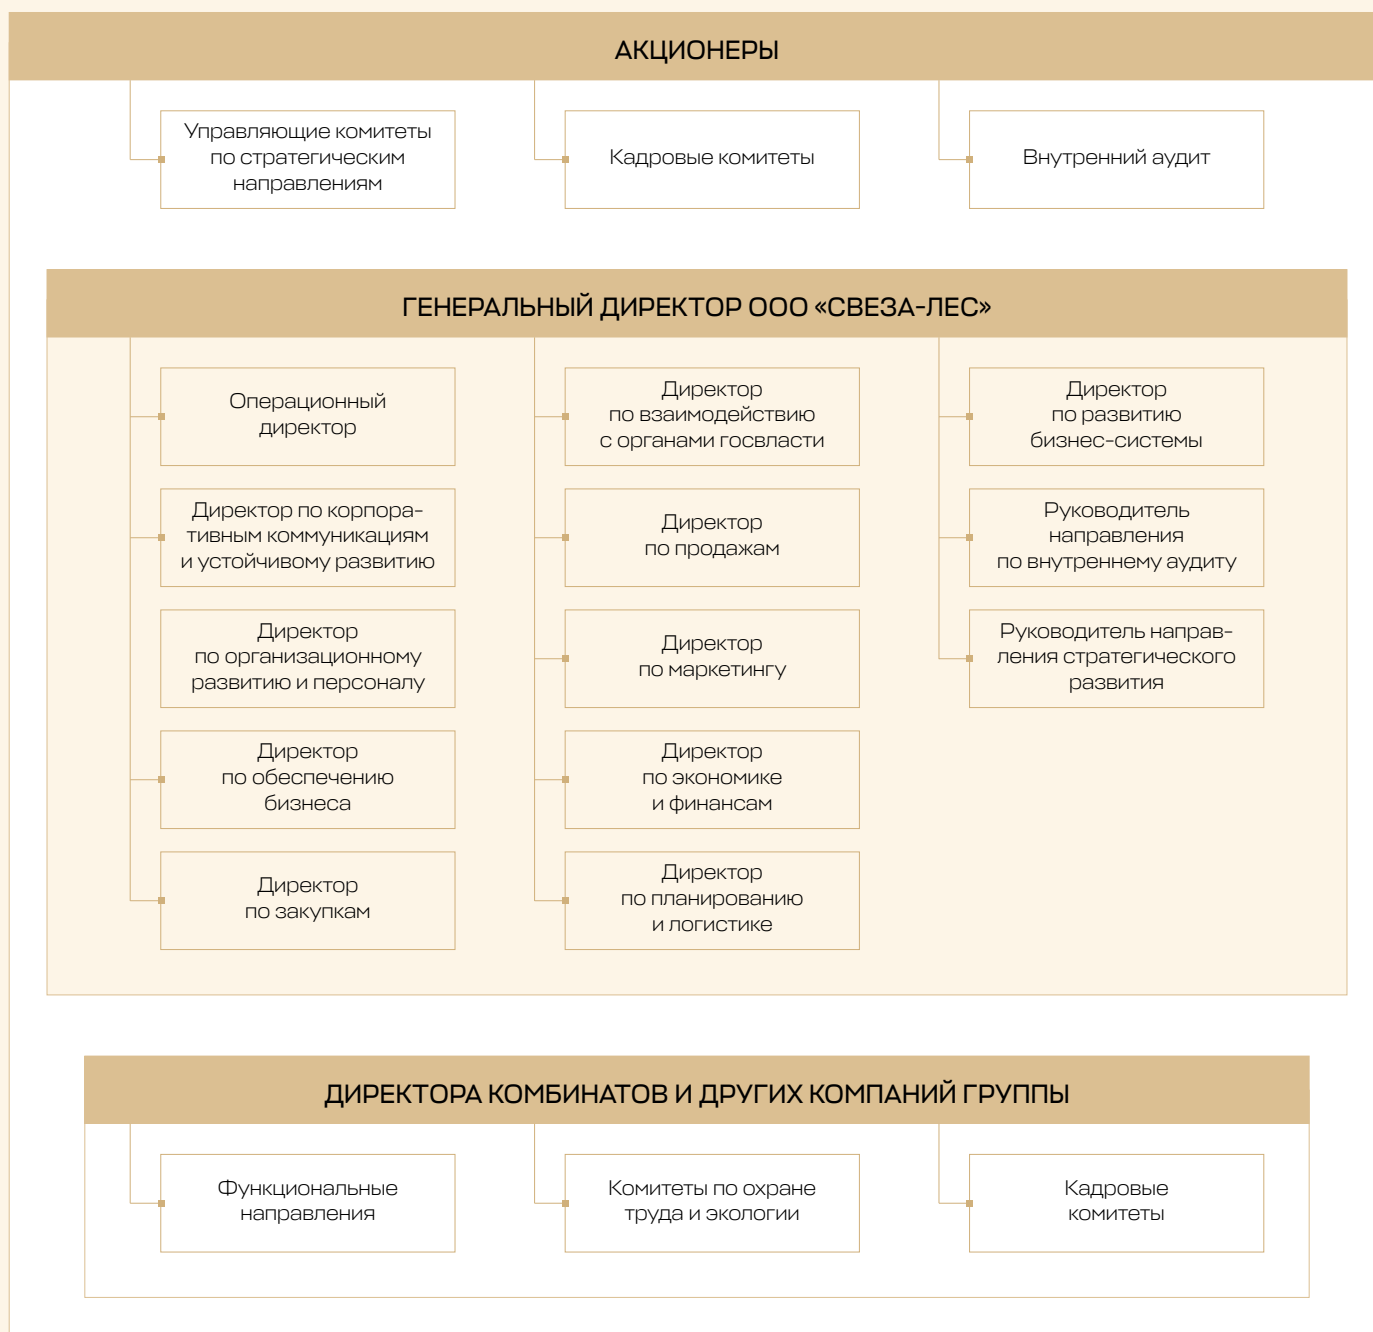 АКЦИОНЕРЫ
Управляющие комитеты
по стратегическим
направлениям
Кадровые комитеты
Внутренний аудит
ГЕНЕРАЛЬНЫЙ ДИРЕКТОР ООО «СВЕЗА-ЛЕС»
Операционный
директор
Директор по корпора-
тивным коммуникациям
и устойчивому развитию
Директор
по организационному
развитию и персоналу
Директор
по обеспечению
бизнеса
Директор
по закупкам
Директор
по взаимодействию
с органами госвласти
Директор
по продажам
Директор
по маркетингу
Директор
по экономике
и финансам
Директор
по планированию
и логистике
Директор
по развитию
бизнес-системы
Руководитель
направления
по внутреннему аудиту
Руководитель направ-
ления стратегического
развития
ДИРЕКТОРА КОМБИНАТОВ И ДРУГИХ КОМПАНИЙ ГРУППЫ
Функциональные
направления
Комитеты по охране
труда и экологии
Кадровые
комитеты